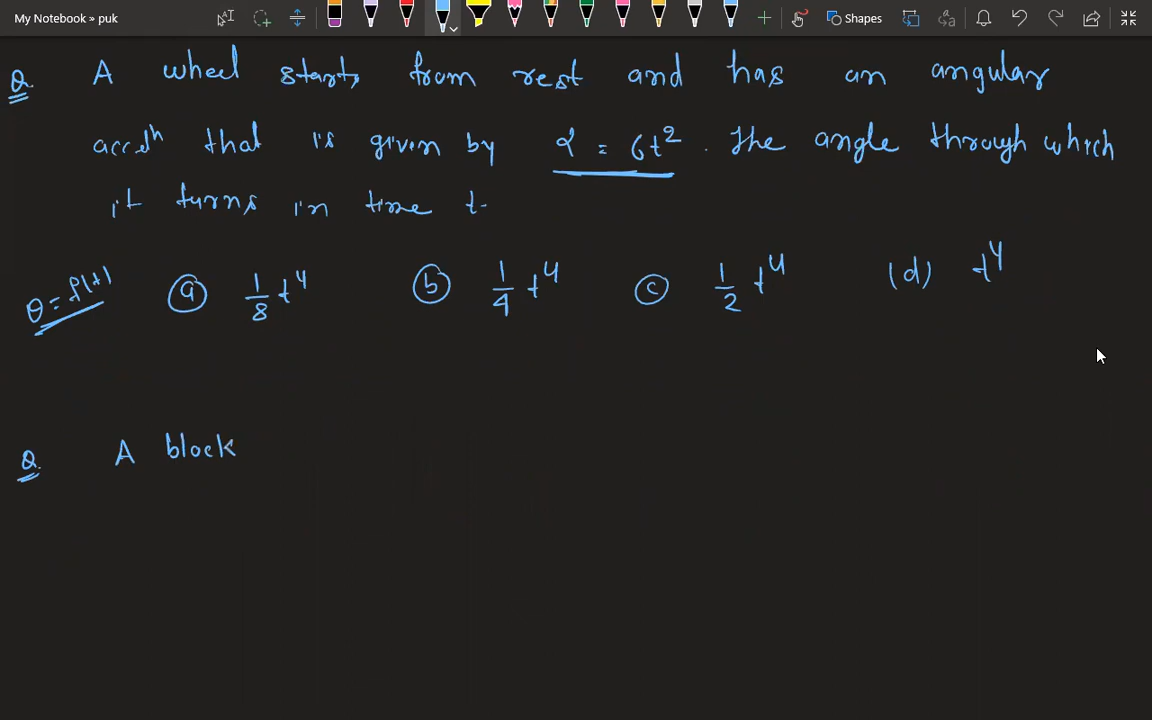 My Notebook » puk
Shapes
Q. A wheel starts from rest and has an angular
accelⁿ that is given by α = 6t². The angle through which
it turns in time t-
θ = f(t) (a) 1/8 t⁴ (b) 1/4 t⁴ (c) 1/2 t⁴ (d) t⁴
Q. A block